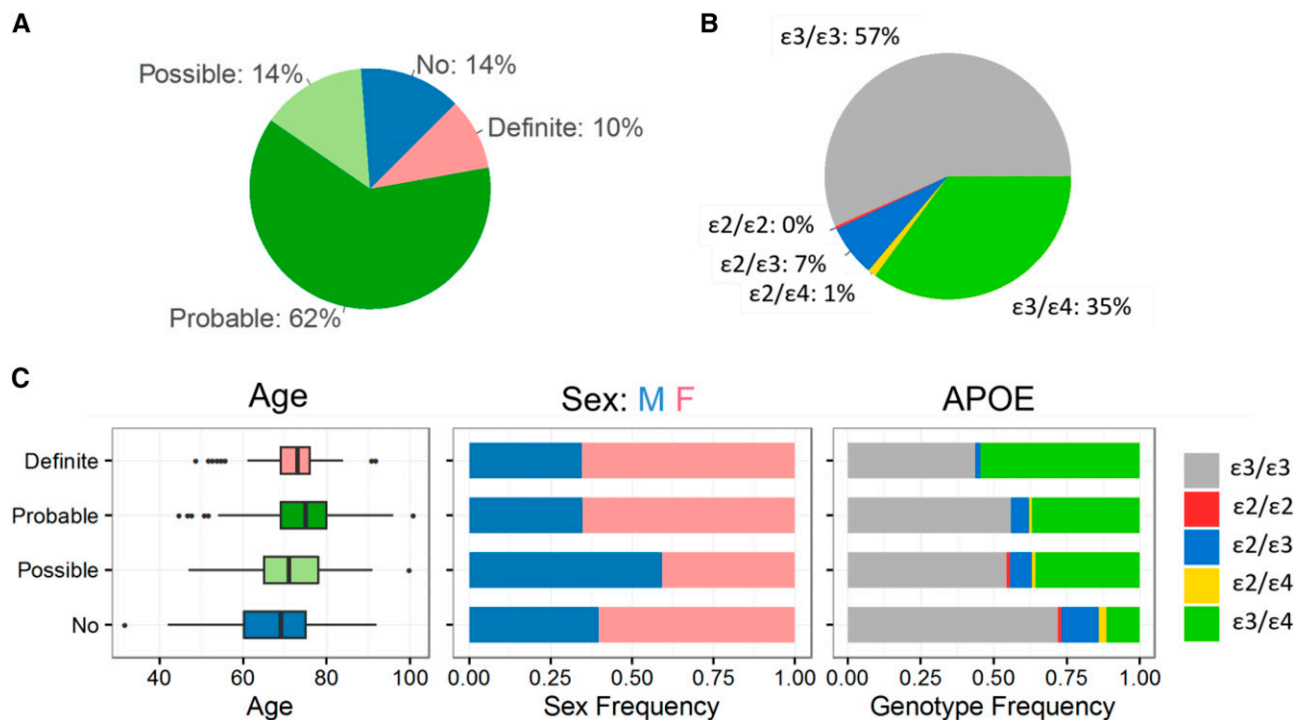 A
B
Possible: 14%
No: 14%
Definite: 10%
Probable: 62%
ε3/ε3: 57%
ε2/ε2: 0%
ε2/ε3: 7%
ε2/ε4: 1%
ε3/ε4: 35%
C
Age
Sex: M F
APOE
Definite
Probable
Possible
No
40 60 80 100
Age
0.00 0.25 0.50 0.75 1.00
Sex Frequency
0.00 0.25 0.50 0.75 1.00
Genotype Frequency
ε3/ε3
ε2/ε2
ε2/ε3
ε2/ε4
ε3/ε4